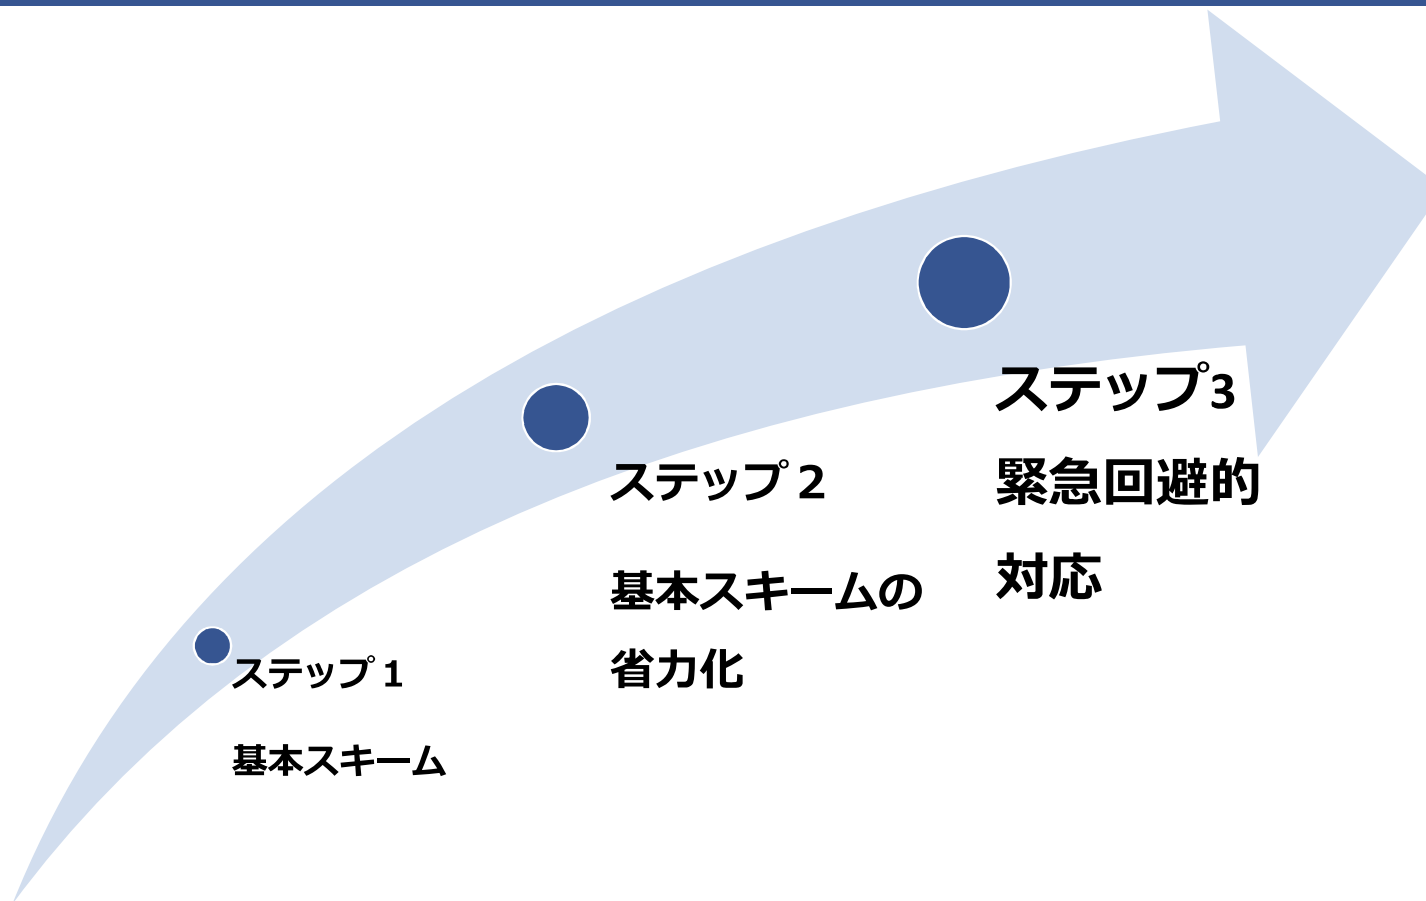 ステップ１
基本スキーム
ステップ２
基本スキームの
省力化
ステップ3
緊急回避的
対応